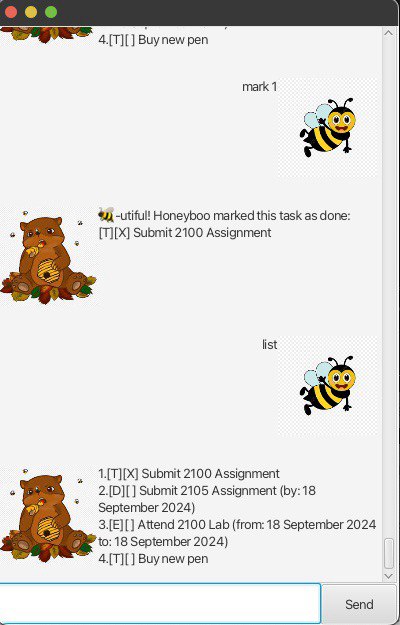 4.[T][ ] Buy new pen
mark 1
🐝-utiful! Honeyboo marked this task as done:
[T][X] Submit 2100 Assignment
list
1.[T][X] Submit 2100 Assignment
2.[D][ ] Submit 2105 Assignment (by: 18
September 2024)
3.[E][ ] Attend 2100 Lab (from: 18 September 2024
to: 18 September 2024)
4.[T][ ] Buy new pen
Send